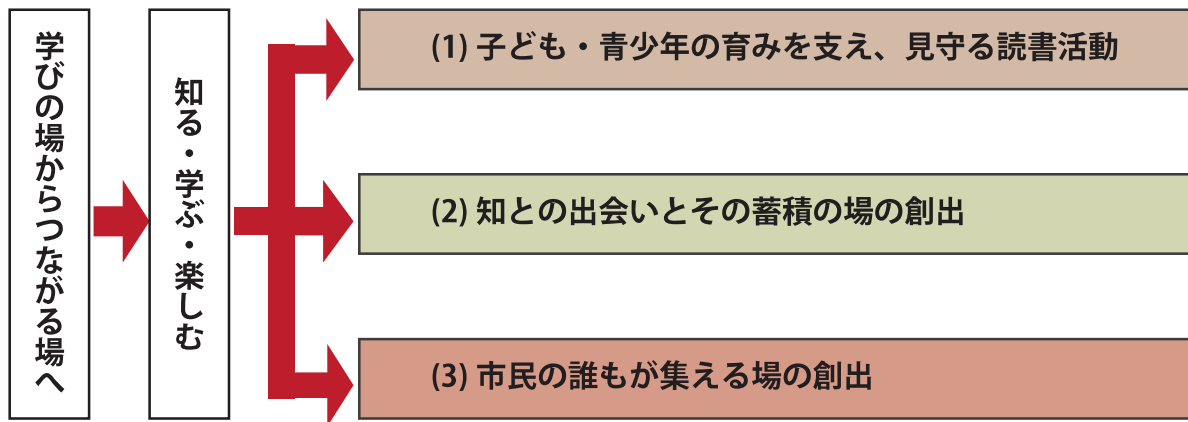 学びの場からつながる場へ
知る・学ぶ・楽しむ
(1) 子ども・青少年の育みを支え、見守る読書活動
(2) 知との出会いとその蓄積の場の創出
(3) 市民の誰もが集える場の創出